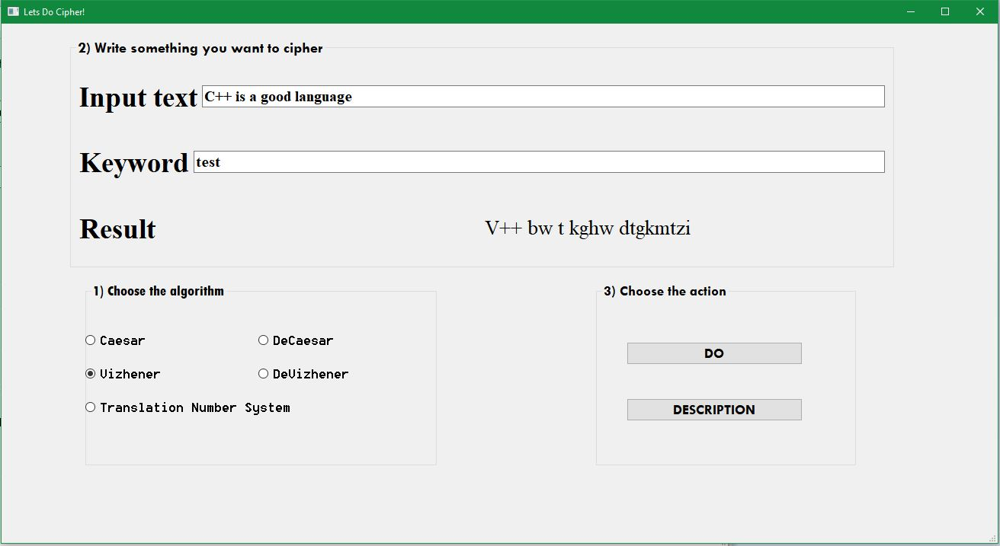 Lets Do Cipher!
2) Write something you want to cipher
Input text C++ is a good language
Keyword test
Result V++ bw t kghw dtgkmtzi
1) Choose the algorithm
Caesar DeCaesar
Vizhener DeVizhener
Translation Number System
3) Choose the action
DO
DESCRIPTION